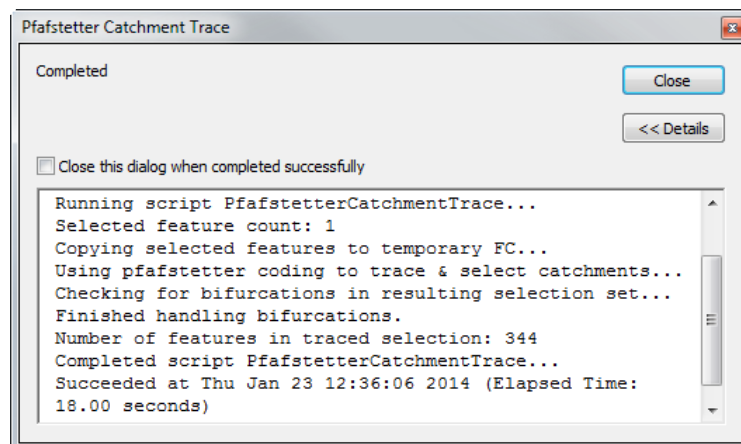 Pfafstetter Catchment Trace
Completed
Close
<< Details
Close this dialog when completed successfully
Running script PfafstetterCatchmentTrace...
Selected feature count: 1
Copying selected features to temporary FC...
Using pfafstetter coding to trace & select catchments...
Checking for bifurcations in resulting selection set...
Finished handling bifurcations.
Number of features in traced selection: 344
Completed script PfafstetterCatchmentTrace...
Succeeded at Thu Jan 23 12:36:06 2014 (Elapsed Time:
18.00 seconds)